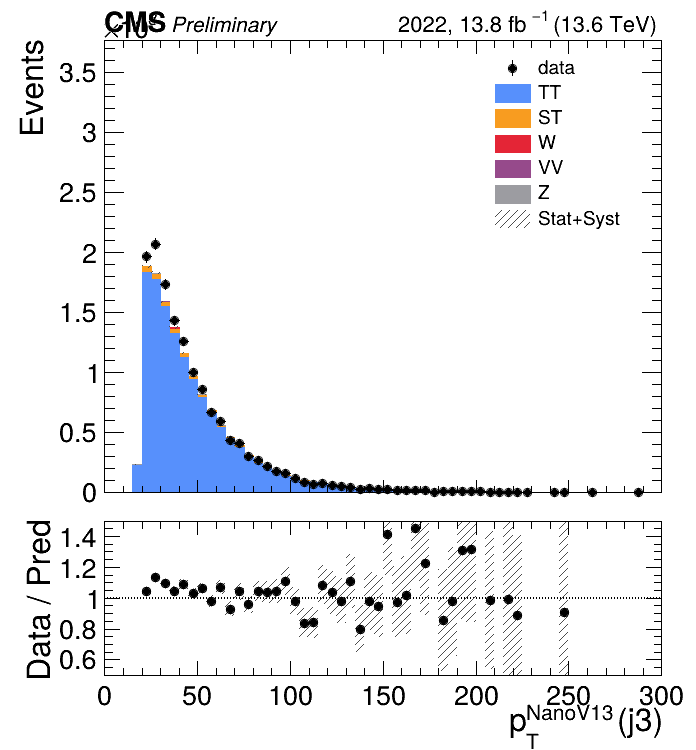 CMS Preliminary 2022, 13.8 fb⁻¹ (13.6 TeV)
Events
3.5
3
2.5
2
1.5
1
0.5
0
data
TT
ST
W
VV
Z
Stat+Syst
Data / Pred
1.4
1.2
1
0.8
0.6
0 50 100 150 200 250 300
p_T^NanoV13 (j3)